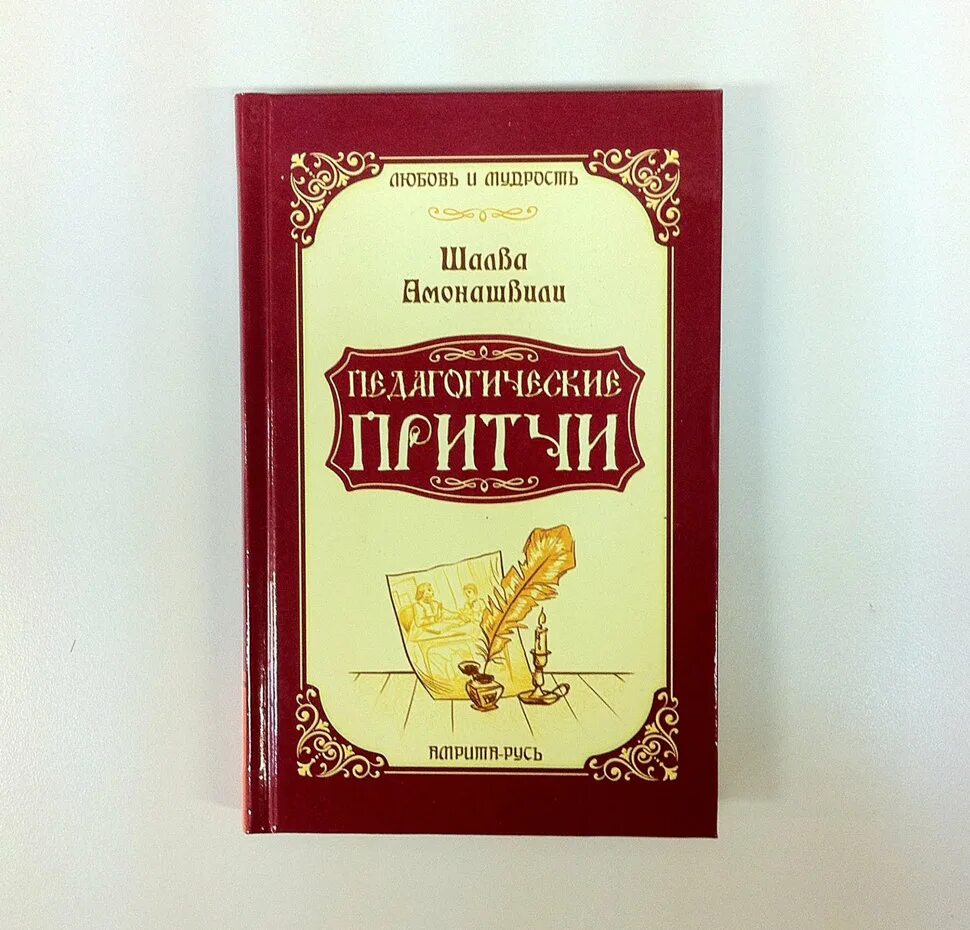 ЛЮБОВЬ И МУДРОСТЬ
Шалва
Амонашвили
ПЕДАГОГИЧЕСКИЕ
ПРИТЧИ
АМРИТА-РУСЬ